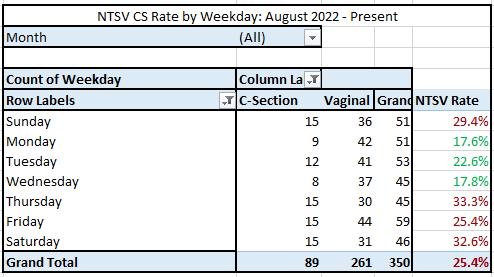 NTSV CS Rate by Weekday: August 2022 - Present
Month (All)
Count of Weekday Column La
Row Labels C-Section Vaginal Grand NTSV Rate
Sunday 15 36 51 29.4%
Monday 9 42 51 17.6%
Tuesday 12 41 53 22.6%
Wednesday 8 37 45 17.8%
Thursday 15 30 45 33.3%
Friday 15 44 59 25.4%
Saturday 15 31 46 32.6%
Grand Total 89 261 350 25.4%